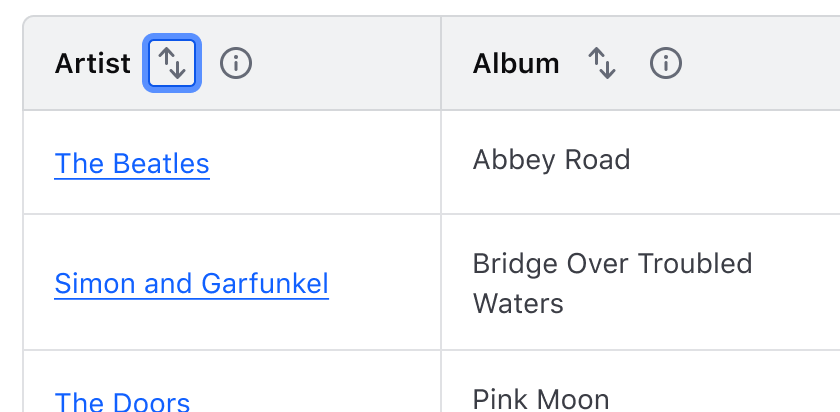 Artist Album
The Beatles Abbey Road
Simon and Garfunkel Bridge Over Troubled
Waters
The Doors Pink Moon